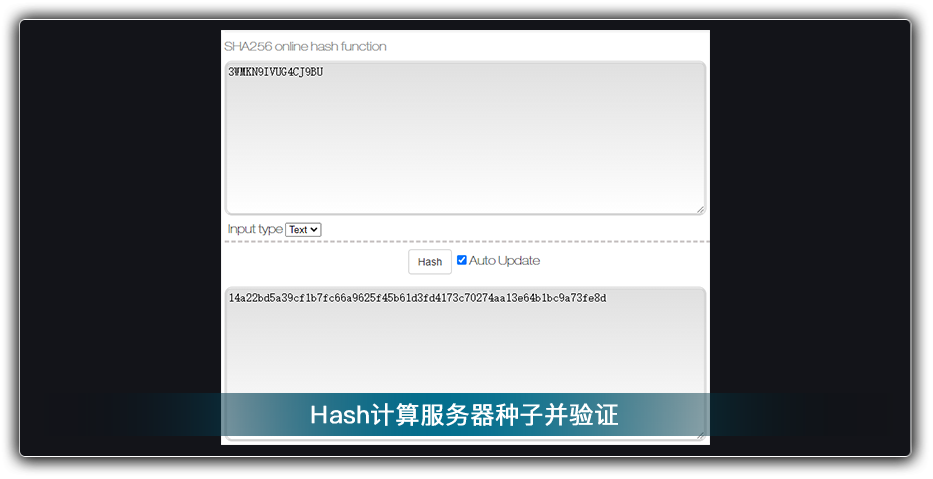 SHA256 online hash function
3WMKN9IVUG4CJ9BU
Input type Text
Hash Auto Update
14a22bd5a39cf1b7fc66a9625f45b61d3fd4173c70274aa13e64b1bc9a73fe8d
Hash计算服务器种子并验证